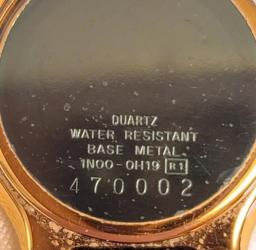 QUARTZ
WATER RESISTANT
BASE METAL
1N00-0H19 R1
470002